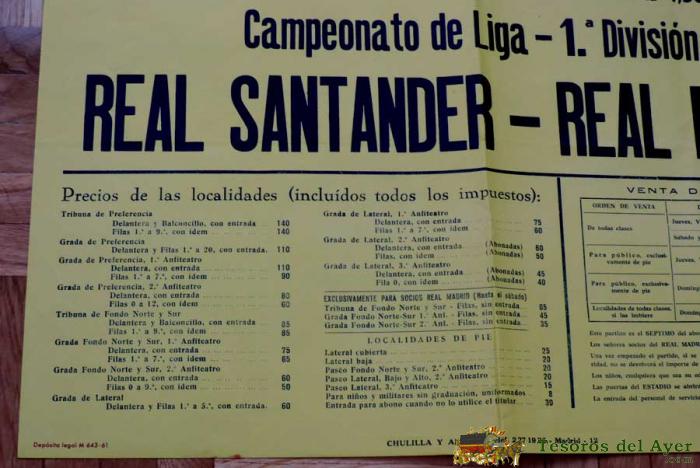 Campeonato de Liga - 1.ª División
REAL SANTANDER - REAL
Precios de las localidades (incluídos todos los impuestos):
Tribuna de Preferencia
Delantera y Balconcillo, con entrada 140
Filas 1.ª a 9.ª, con idem 140
Grada de Preferencia
Delantera y Filas 1.ª a 20, con entrada. 110
Grada de Preferencia, 1.º Anfiteatro
Delantera, con entrada 110
Filas 1.ª a 7.ª, con idem 90
Grada de Preferencia, 2.º Anfiteatro
Delantera, con entrada 80
Filas 0 a 12, con idem 60
Tribuna de Fondo Norte y Sur
Delantera y Balconcillo, con entrada 85
Filas 1.ª a 9.ª, con idem 85
Grada Fondo Norte y Sur, 1.º Anfiteatro
Delantera, con entrada 75
Filas 1.ª a 7.ª, con idem 65
Grada Fondo Norte y Sur, 2.º Anfiteatro
Delantera, con entrada 60
Filas 0 a 9.ª, con idem 50
Grada de Lateral
Delantera y Filas 1.ª a 5.ª, con entrada. 60
Grada de Lateral, 1.º Anfiteatro
Delantera, con entrada 75
Filas 1.ª a 7.ª, con idem 60
Grada de Lateral, 2.º Anfiteatro
Delantera, con entrada (Abonadas) 60
Filas, con idem (Abonadas) 50
Grada de Lateral, 3.º Anfiteatro
Delantera, con entrada (Abonadas) 45
Fila 0, con idem (Abonadas) 40
EXCLUSIVAMENTE PARA SOCIOS REAL MADRID (Hasta el sábado)
Tribuna de Fondo Norte y Sur - Filas, sin entrada 65
Grada Fondo Norte-Sur 1.º Ant. - Filas, sin entrada 45
Grada Fondo Norte-Sur 2.º Ant. - Filas, sin entrada 35
LOCALIDADES DE PIE
Lateral cubierta 25
Lateral baja 20
Paseo Fondo Norte y Sur, 2.º Anfiteatro 20
Paseo Lateral, Bajo y Alto, 2.º Anfiteatro 20
Paseo Lateral, 3.º Anfiteatro 15
Para niños y militares sin graduación, uniformados 8
Entrada para abono cuando no lo utilice el titular 30
VENTA D
ORDEN DE VENTA
De todas clases
Jueves, V
Sábado y
Para público, exclusivamente de pie
Jueves,
Para público, exclusivamente de pie
Doming
Localidades de todas clases, si las hubiere
Doming
Este partido es el SEPTIMO del abo
Los señores socios del REAL MADR
Una vez empezado el partido, si se
tidad, no se devolverá el importe de
Los niños, cualquiera que sea su ed
Las puertas del ESTADIO se abrirán
La entrada del personal de servicio
Depósito legal M 643-61
CHULILLA Y Telef. 2271925 - Madrid - 12
Tesoros del Ayer
.com